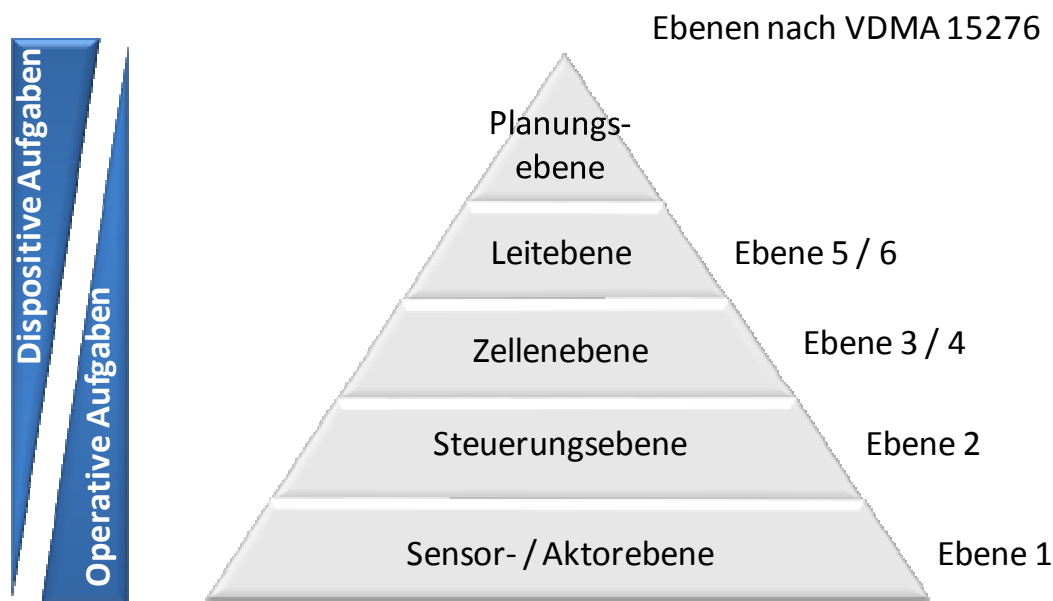 Ebenen nach VDMA 15276
Dispositive Aufgaben
Operative Aufgaben
Planungs-
ebene
Leitebene
Ebene 5 / 6
Zellenebene
Ebene 3 / 4
Steuerungsebene
Ebene 2
Sensor- / Aktorebene
Ebene 1